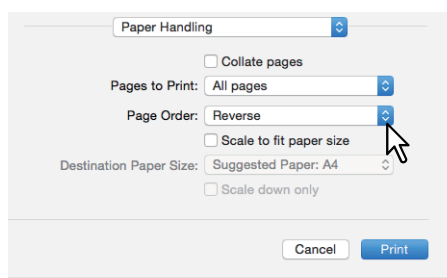 Paper Handling
Collate pages
Pages to Print: All pages
Page Order: Reverse
Scale to fit paper size
Destination Paper Size: Suggested Paper: A4
Scale down only
Cancel Print